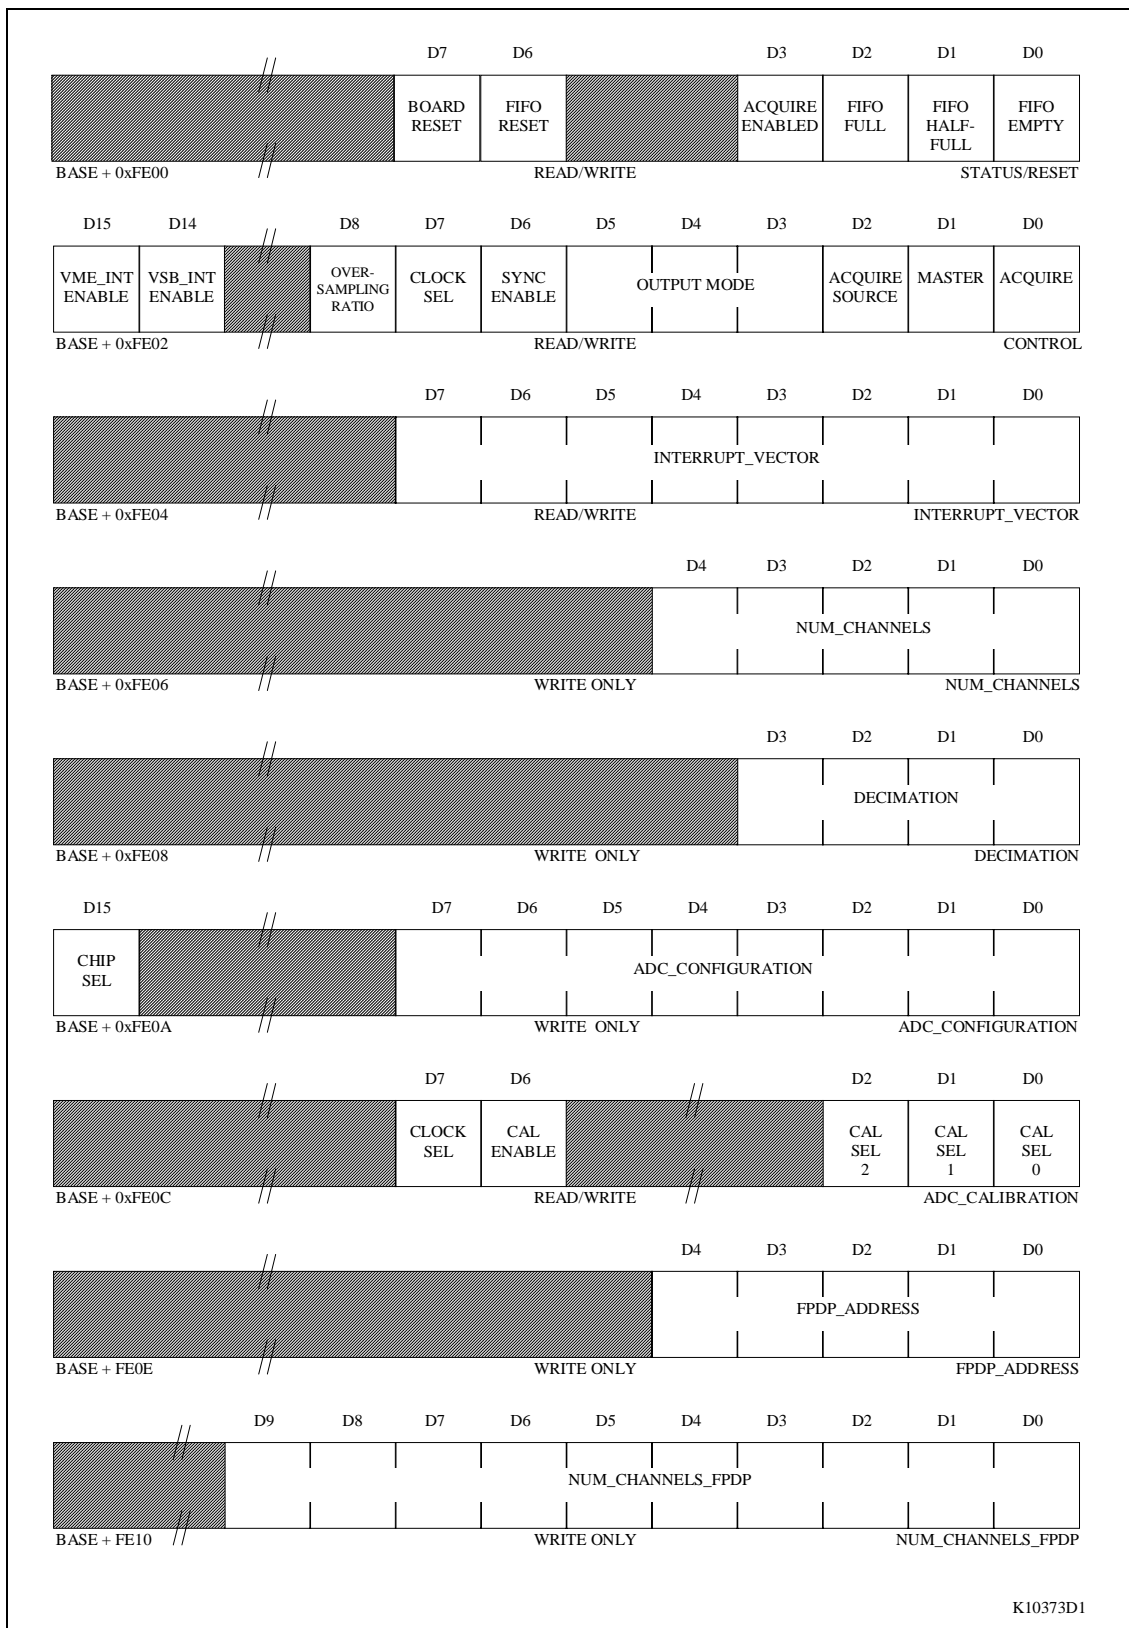 D7 D6 D3 D2 D1 D0
BOARD RESET FIFO RESET ACQUIRE ENABLED FIFO FULL FIFO HALF-FULL FIFO EMPTY
BASE + 0xFE00 READ/WRITE STATUS/RESET
D15 D14 D8 D7 D6 D5 D4 D3 D2 D1 D0
VME_INT ENABLE VSB_INT ENABLE OVER-SAMPLING RATIO CLOCK SEL SYNC ENABLE OUTPUT MODE ACQUIRE SOURCE MASTER ACQUIRE
BASE + 0xFE02 READ/WRITE CONTROL
D7 D6 D5 D4 D3 D2 D1 D0
INTERRUPT_VECTOR
BASE + 0xFE04 READ/WRITE INTERRUPT_VECTOR
D4 D3 D2 D1 D0
NUM_CHANNELS
BASE + 0xFE06 WRITE ONLY NUM_CHANNELS
D3 D2 D1 D0
DECIMATION
BASE + 0xFE08 WRITE ONLY DECIMATION
D15 D7 D6 D5 D4 D3 D2 D1 D0
CHIP SEL ADC_CONFIGURATION
BASE + 0xFE0A WRITE ONLY ADC_CONFIGURATION
D7 D6 D2 D1 D0
CLOCK SEL CAL ENABLE CAL SEL 2 CAL SEL 1 CAL SEL 0
BASE + 0xFE0C READ/WRITE ADC_CALIBRATION
D4 D3 D2 D1 D0
FPDP_ADDRESS
BASE + FE0E WRITE ONLY FPDP_ADDRESS
D9 D8 D7 D6 D5 D4 D3 D2 D1 D0
NUM_CHANNELS_FPDP
BASE + FE10 WRITE ONLY NUM_CHANNELS_FPDP
K10373D1